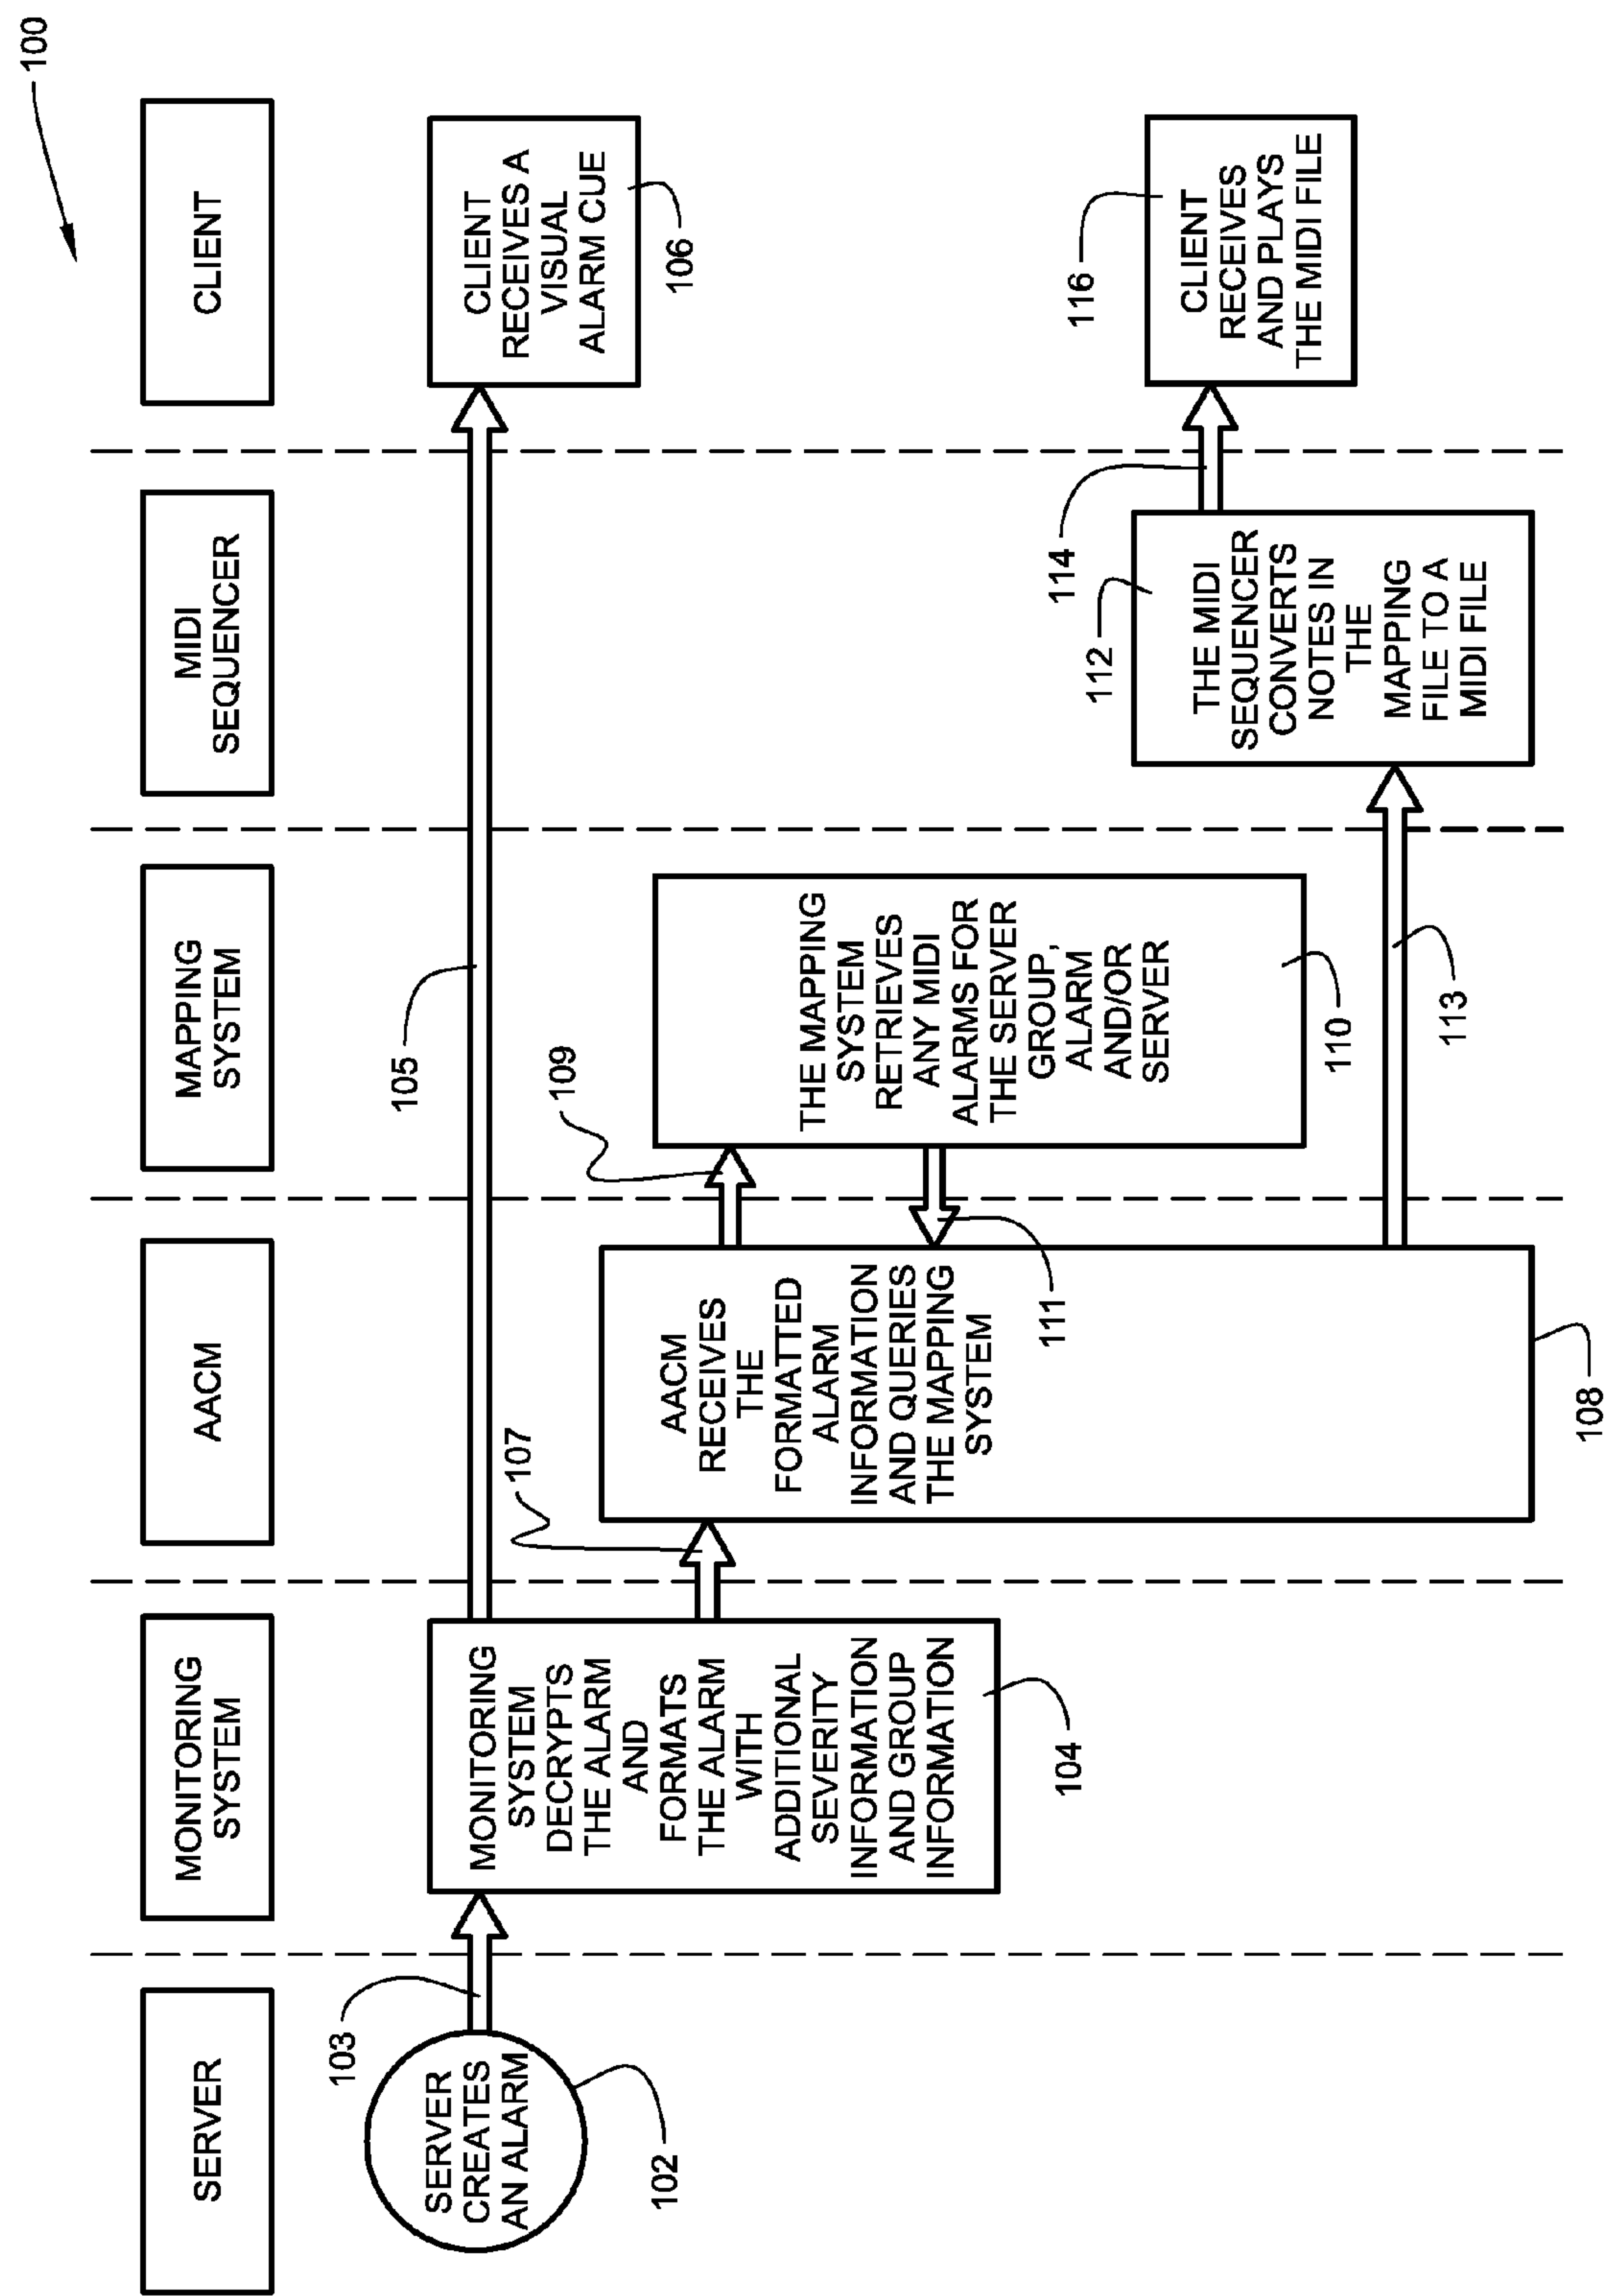 100
SERVER
MONITORING
SYSTEM
AACM
MAPPING
SYSTEM
MIDI
SEQUENCER
CLIENT
103
SERVER
CREATES
AN ALARM
102
MONITORING
SYSTEM
DECRYPTS
THE ALARM
AND
FORMATS
THE ALARM
WITH
ADDITIONAL
SEVERITY
INFORMATION
AND GROUP
INFORMATION
104
105
CLIENT
RECEIVES A
VISUAL
ALARM CUE
106
107
AACM
RECEIVES
THE
FORMATTED
ALARM
INFORMATION
AND QUERIES
THE MAPPING
SYSTEM
108
109
THE MAPPING
SYSTEM
RETRIEVES
ANY MIDI
ALARMS FOR
THE SERVER
GROUP,
ALARM
AND/OR
SERVER
110
111
113
112
THE MIDI
SEQUENCER
CONVERTS
NOTES IN
THE
MAPPING
FILE TO A
MIDI FILE
114
116
CLIENT
RECEIVES
AND PLAYS
THE MIDI FILE